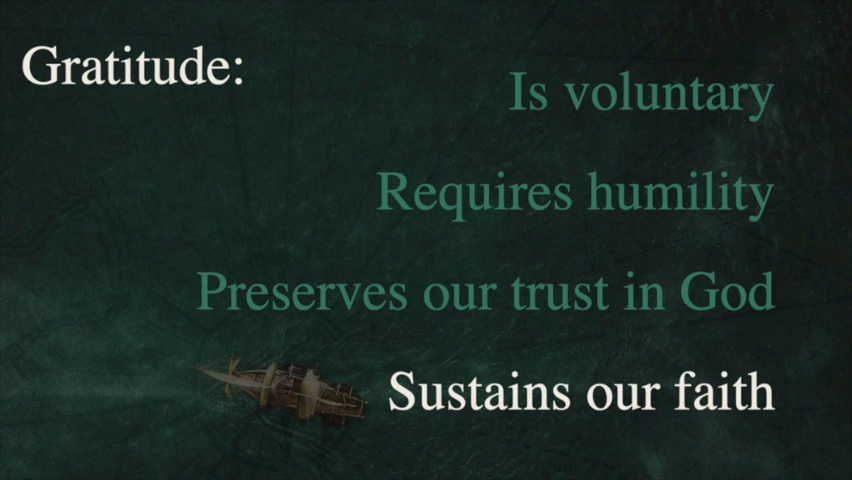 Gratitude:
Is voluntary
Requires humility
Preserves our trust in God
Sustains our faith